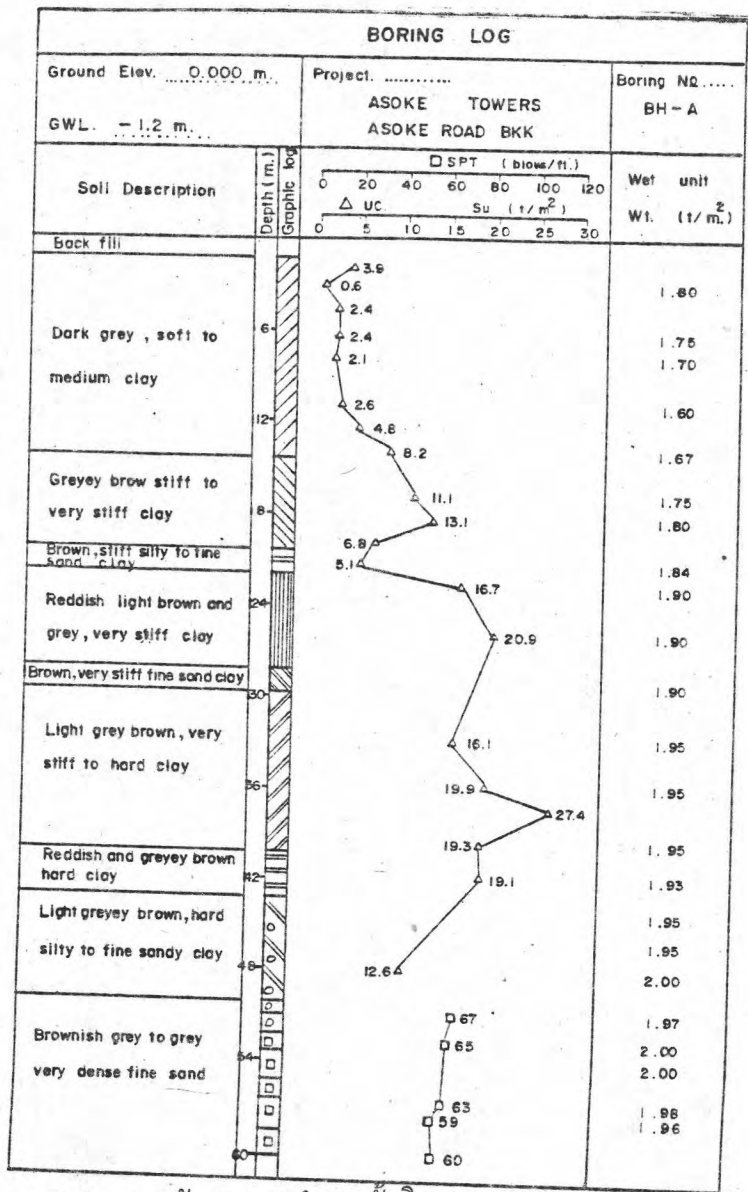 BORING LOG
Ground Elev. 0.000 m.
GWL. - 1.2 m.
Project. ...........
ASOKE TOWERS
ASOKE ROAD BKK
Boring NΩ .....
BH-A
Soil Description
Depth (m.)
Graphic log
□ SPT (blows/ft.)
0 20 40 60 80 100 120
△ UC Su (t/m²)
0 5 10 15 20 25 30
Wet unit
Wt. (t/m²)
Back fill
Dark grey, soft to
medium clay
Greyey brow stiff to
very stiff clay
Brown, stiff silty to fine
sand clay
Reddish light brown and
grey, very stiff clay
Brown, very stiff fine sand clay
Light grey brown, very
stiff to hard clay
Reddish and greyey brown
hard clay
Light greyey brown, hard
silty to fine sandy clay
Brownish grey to grey
very dense fine sand
6
12
18
24
30
36
42
48
54
60
3.9
0.6
2.4
2.4
2.1
2.6
4.8
8.2
11.1
13.1
6.8
5.1
16.7
20.9
16.1
19.9
27.4
19.3
19.1
12.6
67
65
63
59
60
1.80
1.75
1.70
1.60
1.67
1.75
1.80
1.84
1.90
1.90
1.90
1.95
1.95
1.95
1.93
1.95
1.95
2.00
1.97
2.00
2.00
1.98
1.96